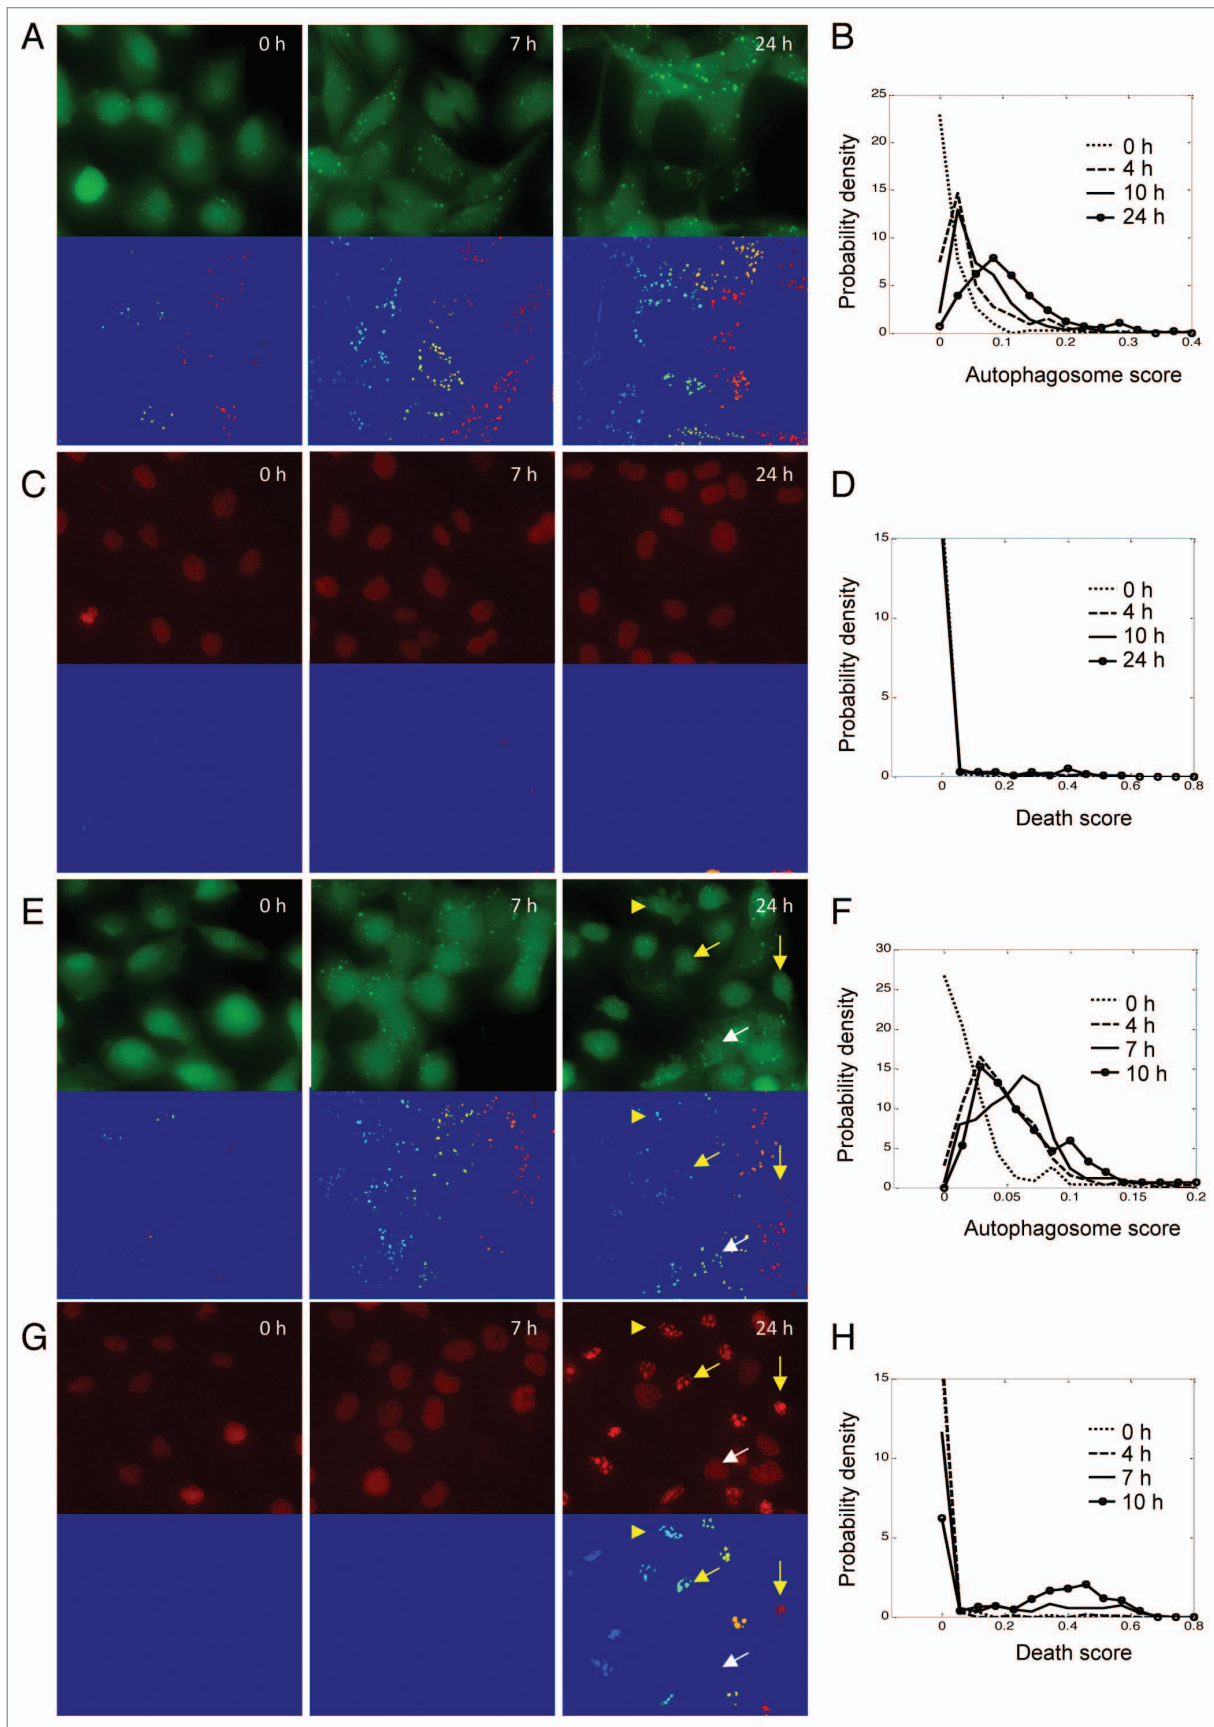 A
0 h
7 h
24 h
B
25
20
15
10
5
0
0 0.1 0.2 0.3 0.4
0 h
4 h
10 h
24 h
Probability density
Autophagosome score
C
0 h
7 h
24 h
D
15
10
5
0
0 0.2 0.4 0.6 0.8
0 h
4 h
10 h
24 h
Probability density
Death score
E
0 h
7 h
24 h
F
30
25
20
15
10
5
0
0 0.05 0.1 0.15 0.2
0 h
4 h
7 h
10 h
Probability density
Autophagosome score
G
0 h
7 h
24 h
H
15
10
5
0
0 0.2 0.4 0.6 0.8
0 h
4 h
7 h
10 h
Probability density
Death score